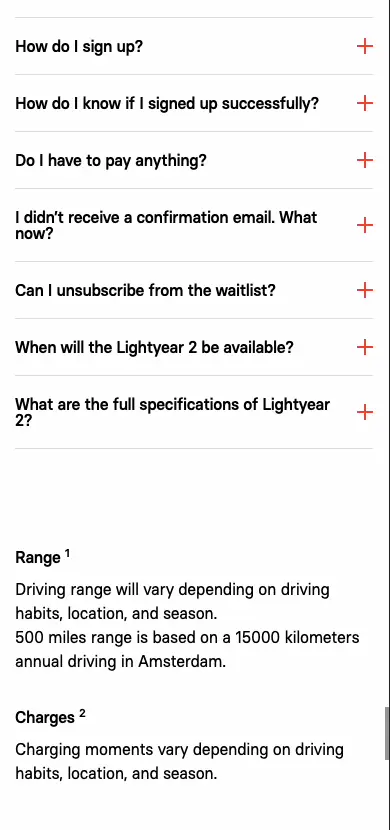 How do I sign up?
How do I know if I signed up successfully?
Do I have to pay anything?
I didn’t receive a confirmation email. What
now?
Can I unsubscribe from the waitlist?
When will the Lightyear 2 be available?
What are the full specifications of Lightyear
2?
Range 1
Driving range will vary depending on driving
habits, location, and season.
500 miles range is based on a 15000 kilometers
annual driving in Amsterdam.
Charges 2
Charging moments vary depending on driving
habits, location, and season.